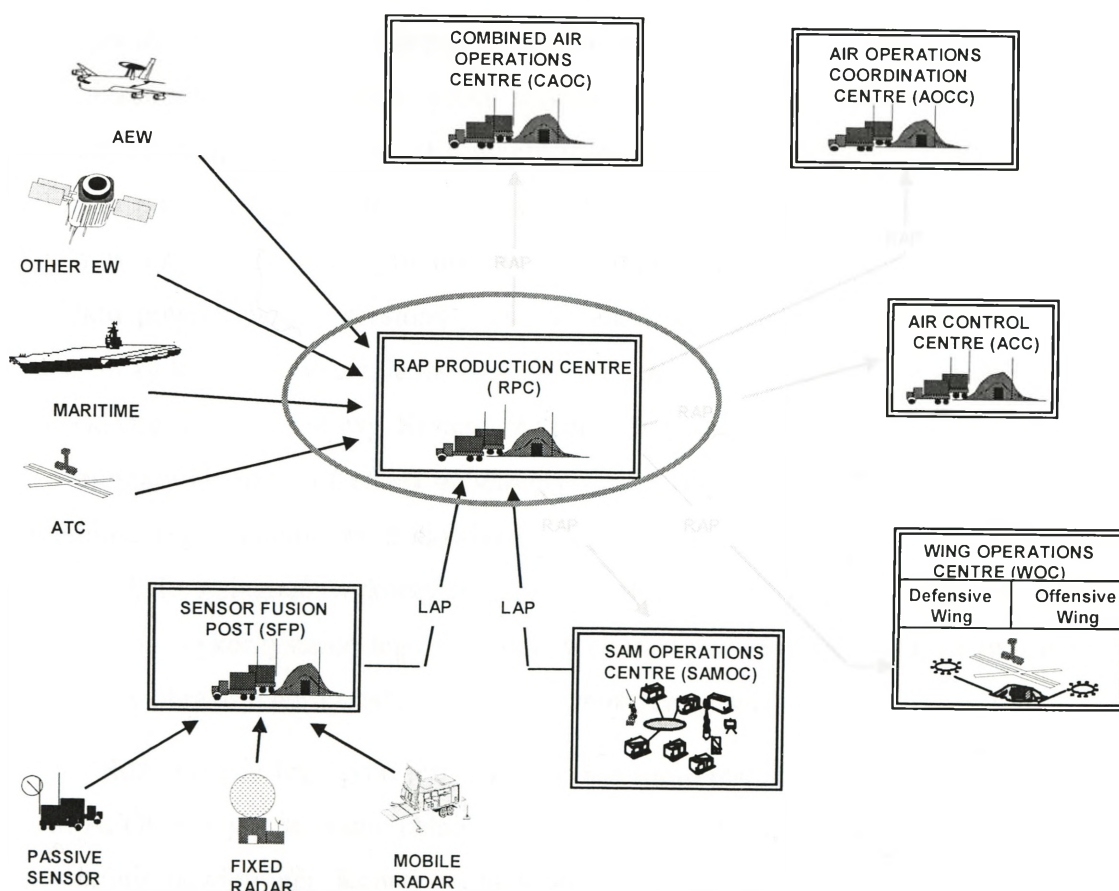 COMBINED AIR
OPERATIONS
CENTRE (CAOC)
AIR OPERATIONS
COORDINATION
CENTRE (AOCC)
AEW
OTHER EW
RAP
RAP
MARITIME
RAP PRODUCTION CENTRE
(RPC)
AIR CONTROL
CENTRE (ACC)
RAP
ATC
RAP
RAP
WING OPERATIONS
CENTRE (WOC)
Defensive
Wing
Offensive
Wing
SENSOR FUSION
POST (SFP)
LAP
LAP
SAM OPERATIONS
CENTRE (SAMOC)
PASSIVE
SENSOR
FIXED
RADAR
MOBILE
RADAR